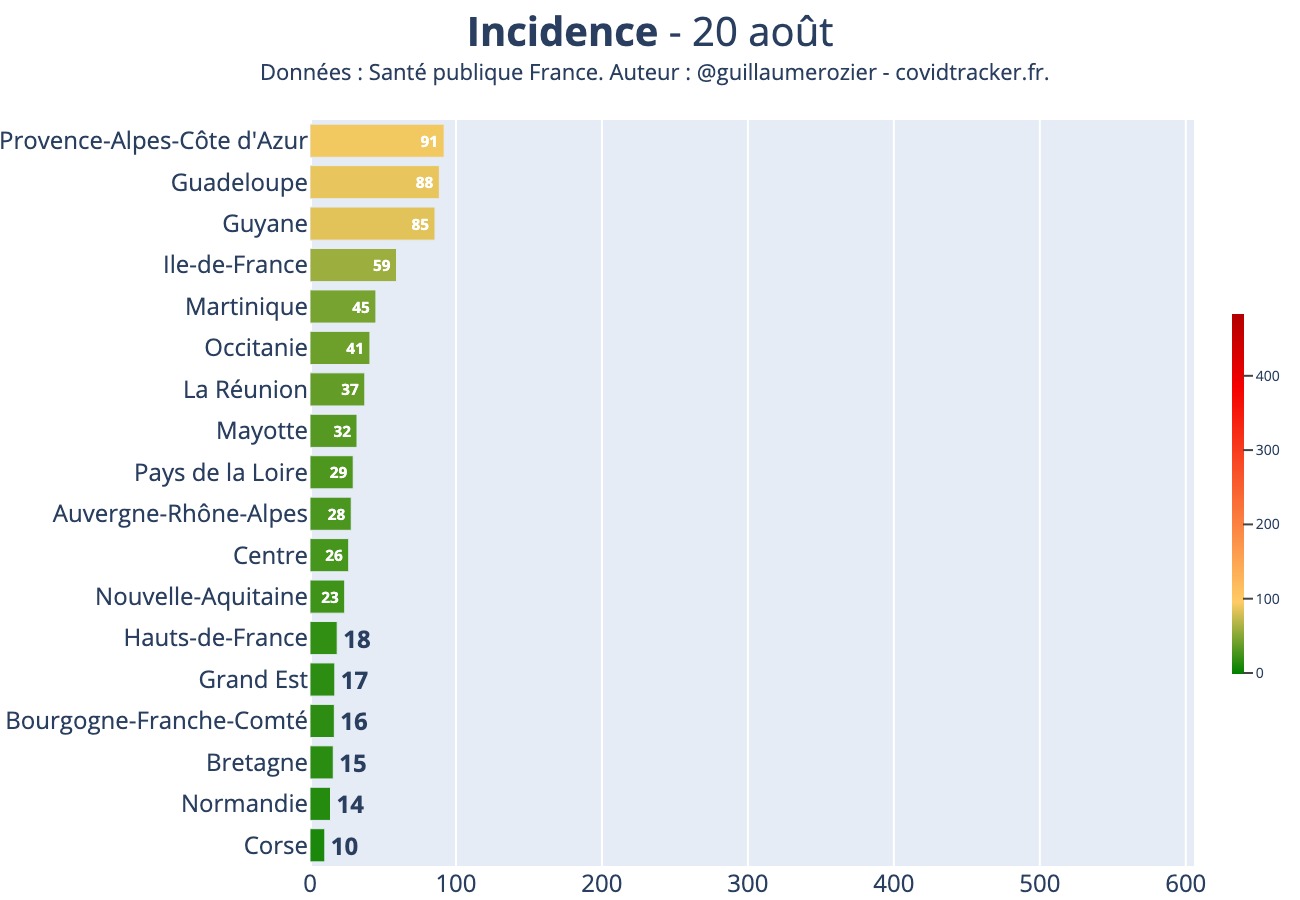 Incidence - 20 août
Données : Santé publique France. Auteur : @guillaumerozier - covidtracker.fr.
Provence-Alpes-Côte d'Azur 91
Guadeloupe 88
Guyane 85
Ile-de-France 59
Martinique 45
Occitanie 41
La Réunion 37
Mayotte 32
Pays de la Loire 29
Auvergne-Rhône-Alpes 28
Centre 26
Nouvelle-Aquitaine 23
Hauts-de-France 18
Grand Est 17
Bourgogne-Franche-Comté 16
Bretagne 15
Normandie 14
Corse 10
0 100 200 300 400 500 600
400
300
200
100
0